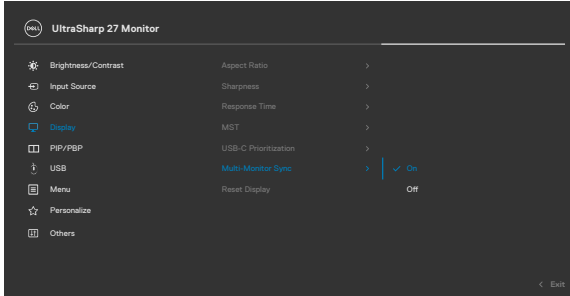 DELL UltraSharp 27 Monitor
Brightness/Contrast Aspect Ratio
Input Source Sharpness
Color Response Time
Display MST
PIP/PBP USB-C Prioritization
USB Multi-Monitor Sync On
Menu Reset Display Off
Personalize
Others
Exit